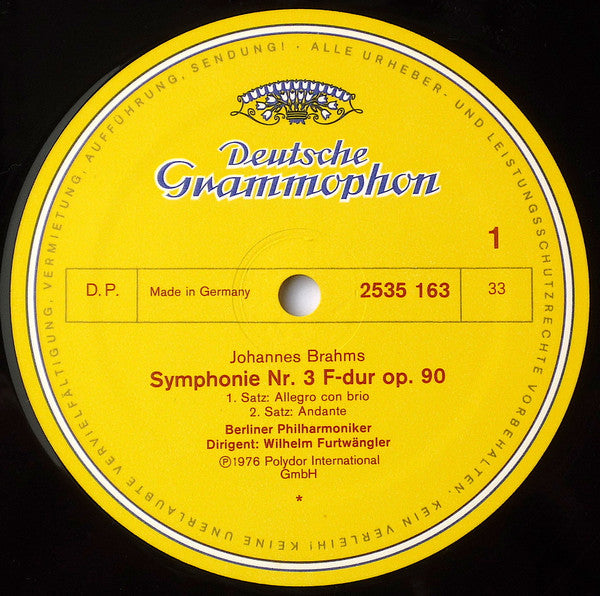 ALLE URHEBER- UND LEISTUNGSSCHUTZRECHTE VORBEHALTEN. KEIN VERLEIH! KEINE UNERLAUBTE VERVIELFÄLTIGUNG, VERMIETUNG, AUFFÜHRUNG, SENDUNG! ·
Deutsche
Grammophon
1
D.P. Made in Germany 2535 163 33
Johannes Brahms
Symphonie Nr. 3 F-dur op. 90
1. Satz: Allegro con brio
2. Satz: Andante
Berliner Philharmoniker
Dirigent: Wilhelm Furtwängler
Ⓟ1976 Polydor International
GmbH
*